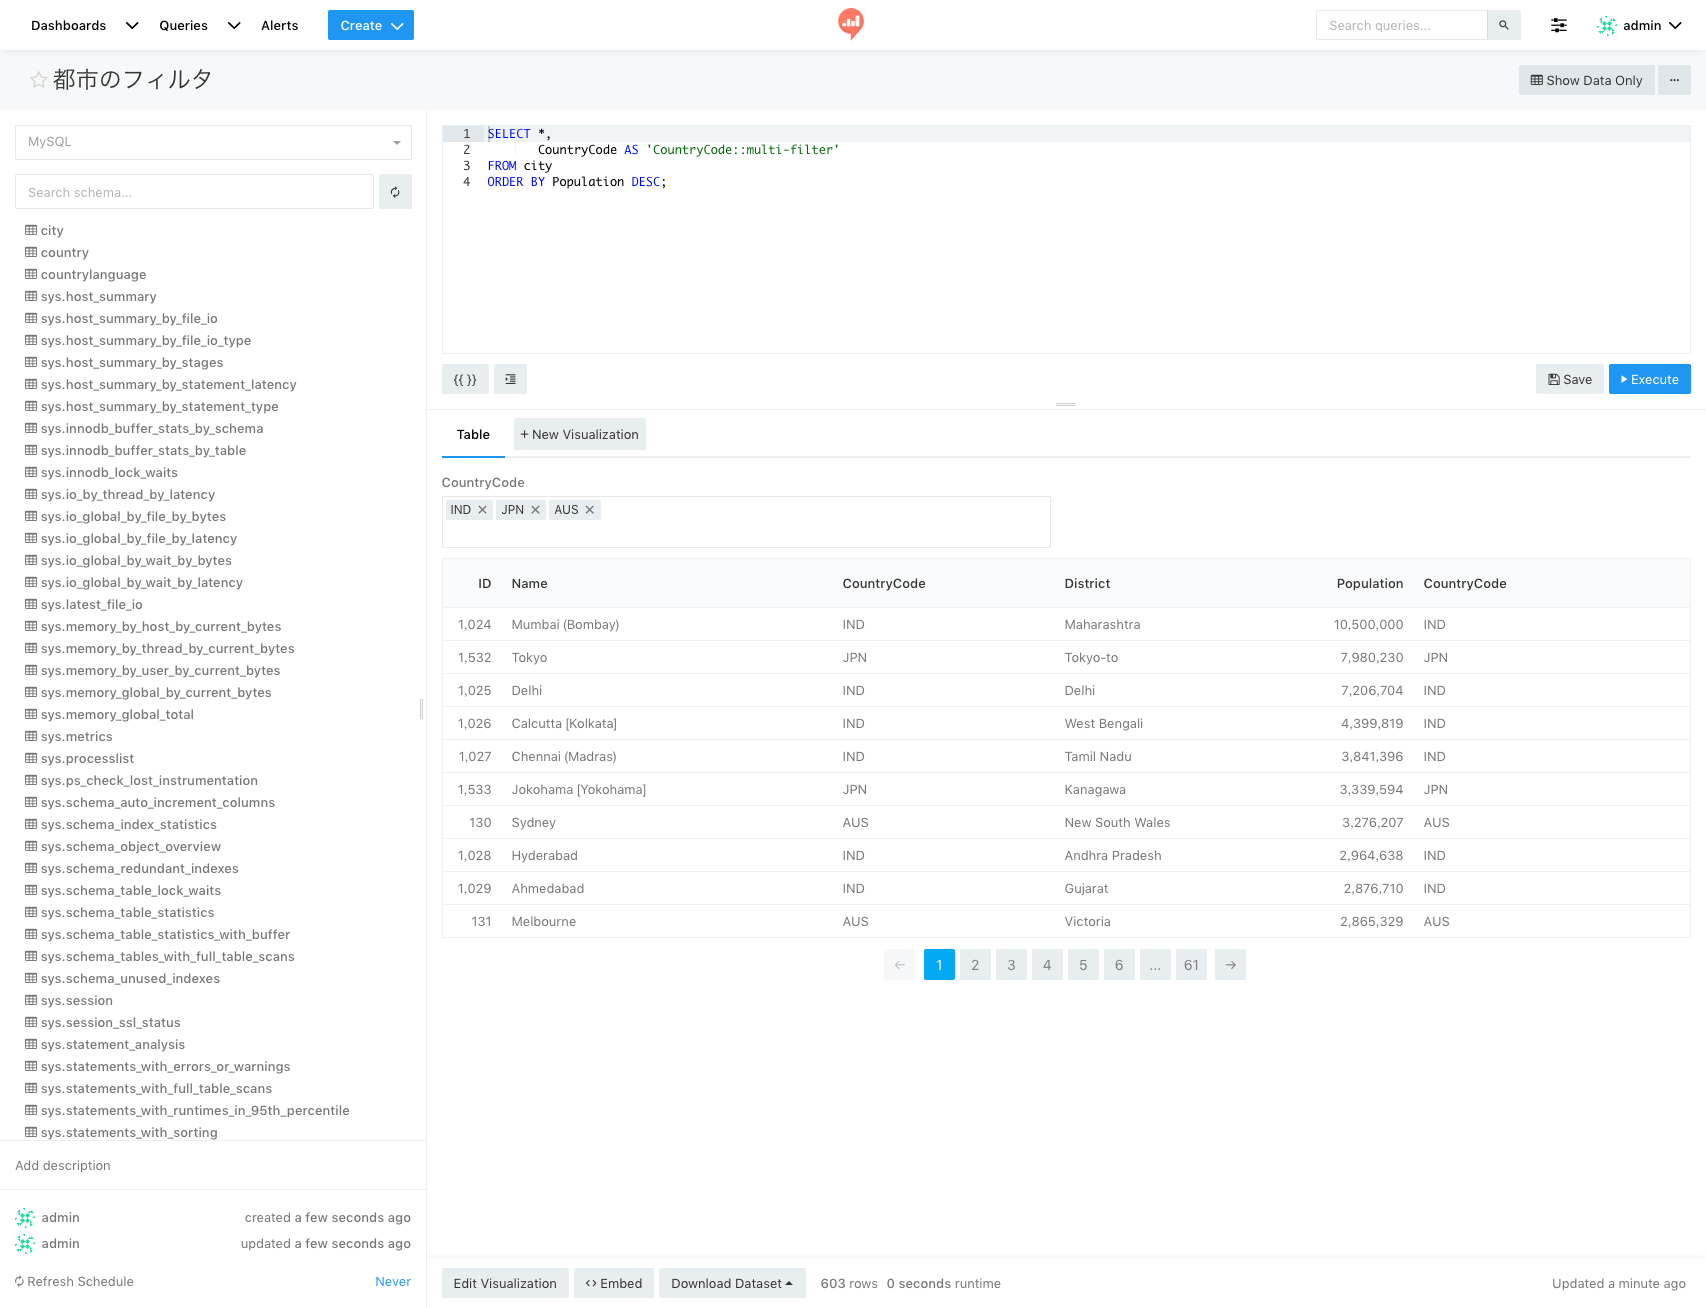 Dashboards Queries Alerts Create Search queries... admin
都市のフィルタ
Show Data Only ...
MySQL
Search schema...
city
country
countrylanguage
sys.host_summary
sys.host_summary_by_file_io
sys.host_summary_by_file_io_type
sys.host_summary_by_stages
sys.host_summary_by_statement_latency
sys.host_summary_by_statement_type
sys.innodb_buffer_stats_by_schema
sys.innodb_buffer_stats_by_table
sys.innodb_lock_waits
sys.io_by_thread_by_latency
sys.io_global_by_file_by_bytes
sys.io_global_by_file_by_latency
sys.io_global_by_wait_by_bytes
sys.io_global_by_wait_by_latency
sys.latest_file_io
sys.memory_by_host_by_current_bytes
sys.memory_by_thread_by_current_bytes
sys.memory_by_user_by_current_bytes
sys.memory_global_by_current_bytes
sys.memory_global_total
sys.metrics
sys.processlist
sys.ps_check_lost_instrumentation
sys.schema_auto_increment_columns
sys.schema_index_statistics
sys.schema_object_overview
sys.schema_redundant_indexes
sys.schema_table_lock_waits
sys.schema_table_statistics
sys.schema_table_statistics_with_buffer
sys.schema_tables_with_full_table_scans
sys.schema_unused_indexes
sys.session
sys.session_ssl_status
sys.statement_analysis
sys.statements_with_errors_or_warnings
sys.statements_with_full_table_scans
sys.statements_with_runtimes_in_95th_percentile
sys.statements_with_sorting
Add description
admin created a few seconds ago
admin updated a few seconds ago
Refresh Schedule Never
1 SELECT *,
2 CountryCode AS 'CountryCode::multi-filter'
3 FROM city
4 ORDER BY Population DESC;
{{ }} Save Execute
Table + New Visualization
CountryCode
IND ✕ JPN ✕ AUS ✕
ID Name CountryCode District Population CountryCode
1,024 Mumbai (Bombay) IND Maharashtra 10,500,000 IND
1,532 Tokyo JPN Tokyo-to 7,980,230 JPN
1,025 Delhi IND Delhi 7,206,704 IND
1,026 Calcutta [Kolkata] IND West Bengali 4,399,819 IND
1,027 Chennai (Madras) IND Tamil Nadu 3,841,396 IND
1,533 Jokohama [Yokohama] JPN Kanagawa 3,339,594 JPN
130 Sydney AUS New South Wales 3,276,207 AUS
1,028 Hyderabad IND Andhra Pradesh 2,964,638 IND
1,029 Ahmedabad IND Gujarat 2,876,710 IND
131 Melbourne AUS Victoria 2,865,329 AUS
← 1 2 3 4 5 6 ... 61 →
Edit Visualization <> Embed Download Dataset 603 rows 0 seconds runtime Updated a minute ago